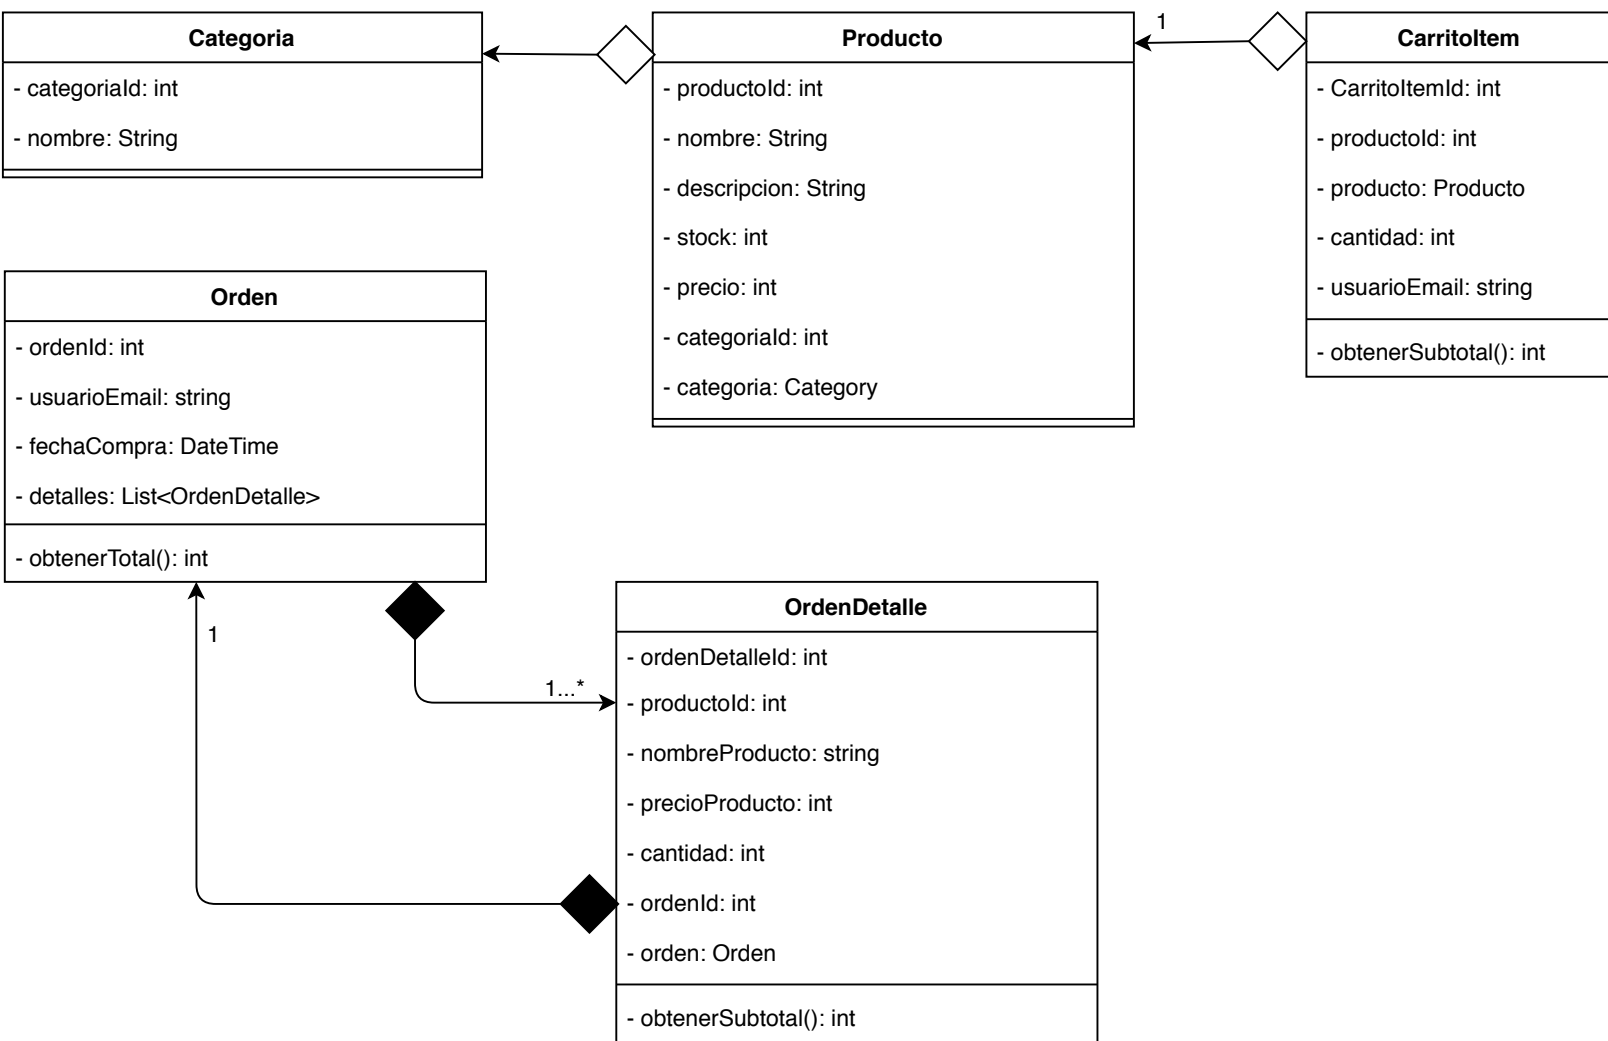 Categoria
- categoriaId: int
- nombre: String
Producto
- productoId: int
- nombre: String
- descripcion: String
- stock: int
- precio: int
- categoriaId: int
- categoria: Category
1
CarritoItem
- CarritoItemId: int
- productoId: int
- producto: Producto
- cantidad: int
- usuarioEmail: string
- obtenerSubtotal(): int
Orden
- ordenId: int
- usuarioEmail: string
- fechaCompra: DateTime
- detalles: List<OrdenDetalle>
- obtenerTotal(): int
1
1...*
OrdenDetalle
- ordenDetalleId: int
- productoId: int
- nombreProducto: string
- precioProducto: int
- cantidad: int
- ordenId: int
- orden: Orden
- obtenerSubtotal(): int